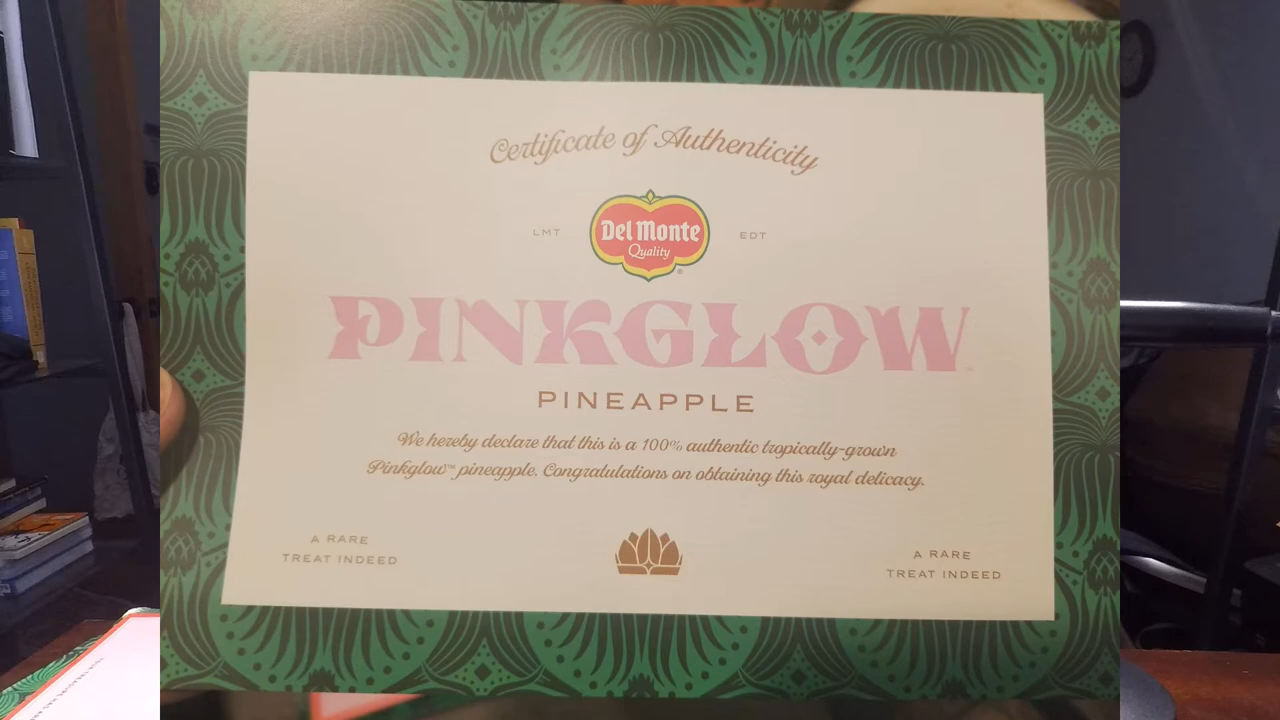 Certificate of Authenticity
LMT
Del Monte
Quality
®
EDT
PINKGLOW
PINEAPPLE
We hereby declare that this is a 100% authentic tropically-grown
Pinkglow™ pineapple. Congratulations on obtaining this royal delicacy.
A RARE
TREAT INDEED
A RARE
TREAT INDEED